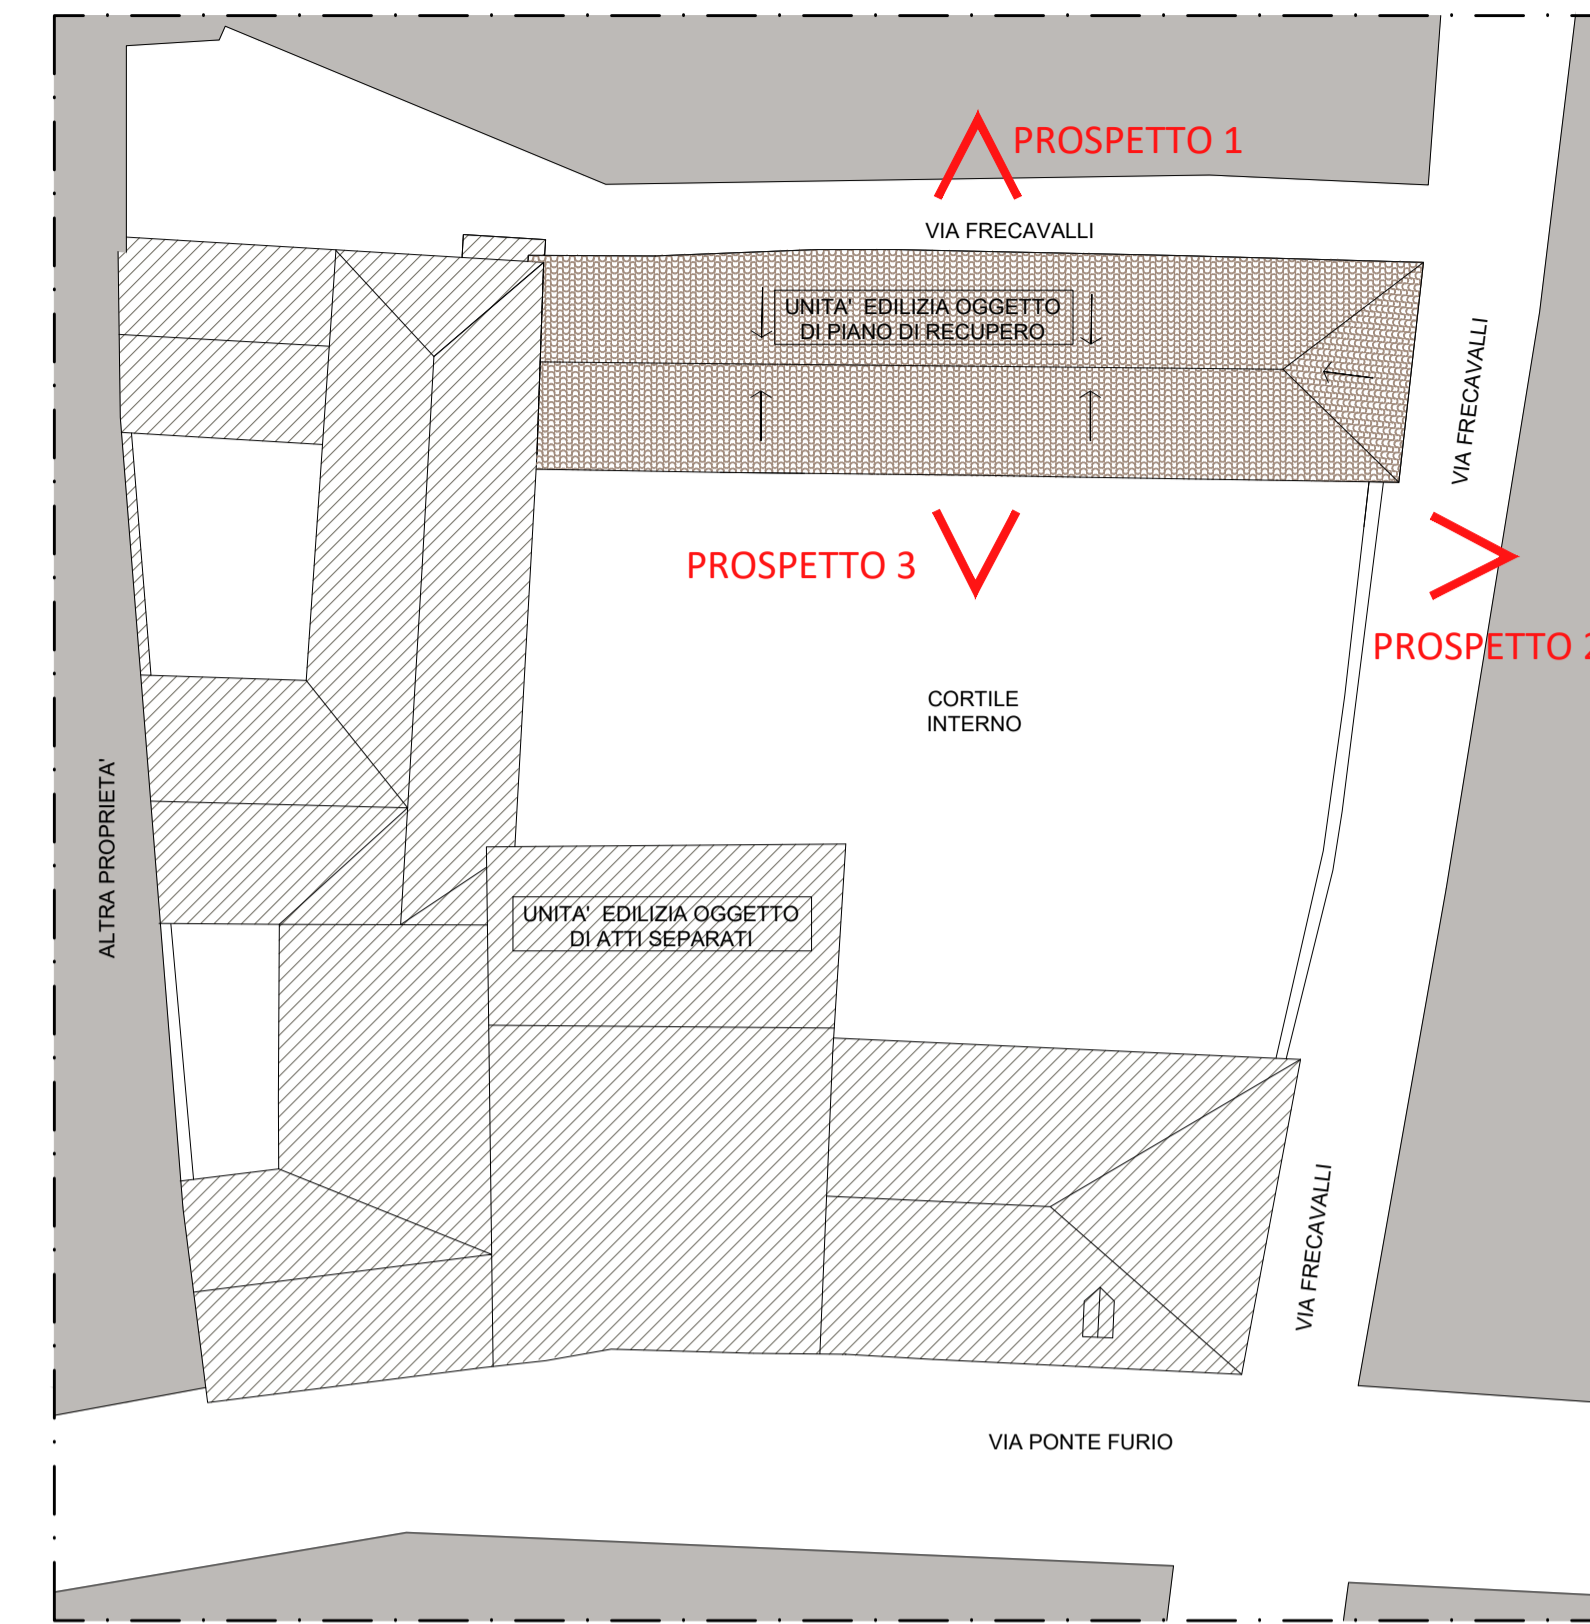 PROSPETTO 1
VIA FRECAVALLI
UNITA' EDILIZIA OGGETTO
DI PIANO DI RECUPERO
VIA FRECAVALLI
PROSPETTO 3
PROSPETTO 2
CORTILE
INTERNO
ALTRA PROPRIETA'
UNITA' EDILIZIA OGGETTO
DI ATTI SEPARATI
VIA FRECAVALLI
VIA PONTE FURIO